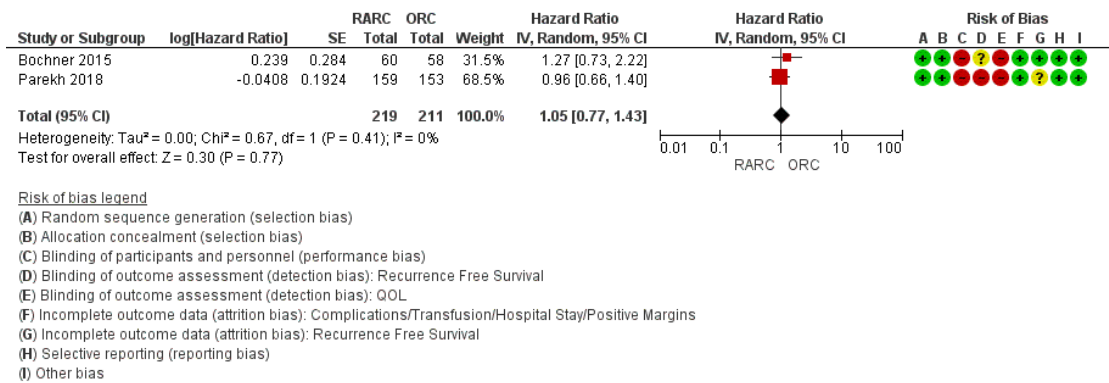 RARC ORC Hazard Ratio Hazard Ratio Risk of Bias
Study or Subgroup log[Hazard Ratio] SE Total Total Weight IV, Random, 95% CI IV, Random, 95% CI A B C D E F G H I
Bochner 2015 0.239 0.284 60 58 31.5% 1.27 [0.73, 2.22] + + - ? - + + + +
Parekh 2018 -0.0408 0.1924 159 153 68.5% 0.96 [0.66, 1.40] + + - - - + ? + +
Total (95% CI) 219 211 100.0% 1.05 [0.77, 1.43]
Heterogeneity: Tau² = 0.00; Chi² = 0.67, df = 1 (P = 0.41); I² = 0%
Test for overall effect: Z = 0.30 (P = 0.77)
0.01 0.1 1 10 100
RARC ORC
Risk of bias legend
(A) Random sequence generation (selection bias)
(B) Allocation concealment (selection bias)
(C) Blinding of participants and personnel (performance bias)
(D) Blinding of outcome assessment (detection bias): Recurrence Free Survival
(E) Blinding of outcome assessment (detection bias): QOL
(F) Incomplete outcome data (attrition bias): Complications/Transfusion/Hospital Stay/Positive Margins
(G) Incomplete outcome data (attrition bias): Recurrence Free Survival
(H) Selective reporting (reporting bias)
(I) Other bias